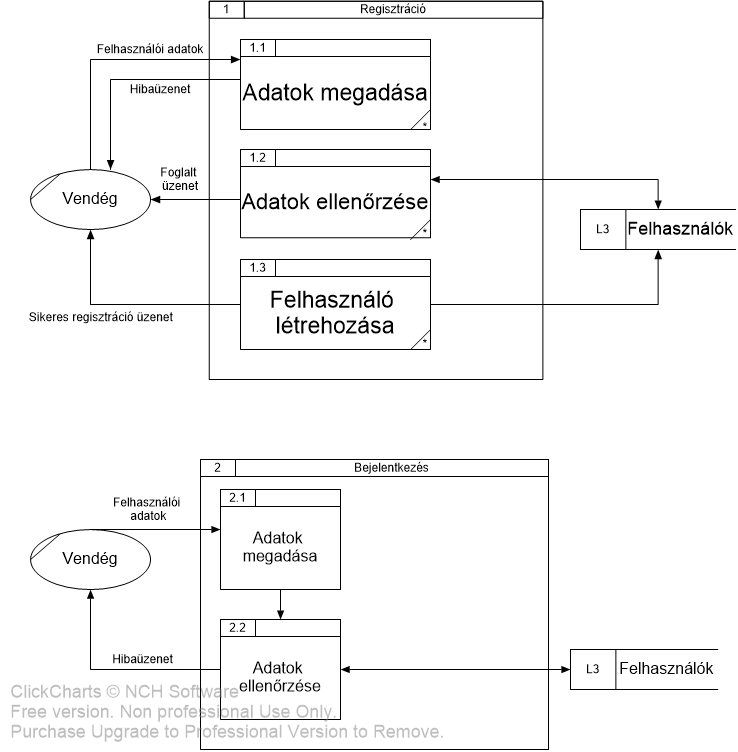 1 Regisztráció
Felhasználói adatok
1.1
Hibaüzenet
Adatok megadása
*
1.2
Foglalt
üzenet
Vendég
Adatok ellenőrzése
*
L3 Felhasználók
1.3
Felhasználó
létrehozása
Sikeres regisztráció üzenet
*
2 Bejelentkezés
Felhasználói
adatok
2.1
Adatok
megadása
Vendég
2.2
Hibaüzenet
Adatok
ellenőrzése
L3 Felhasználók
ClickCharts © NCH Software
Free version. Non professional Use Only.
Purchase Upgrade to Professional Version to Remove.